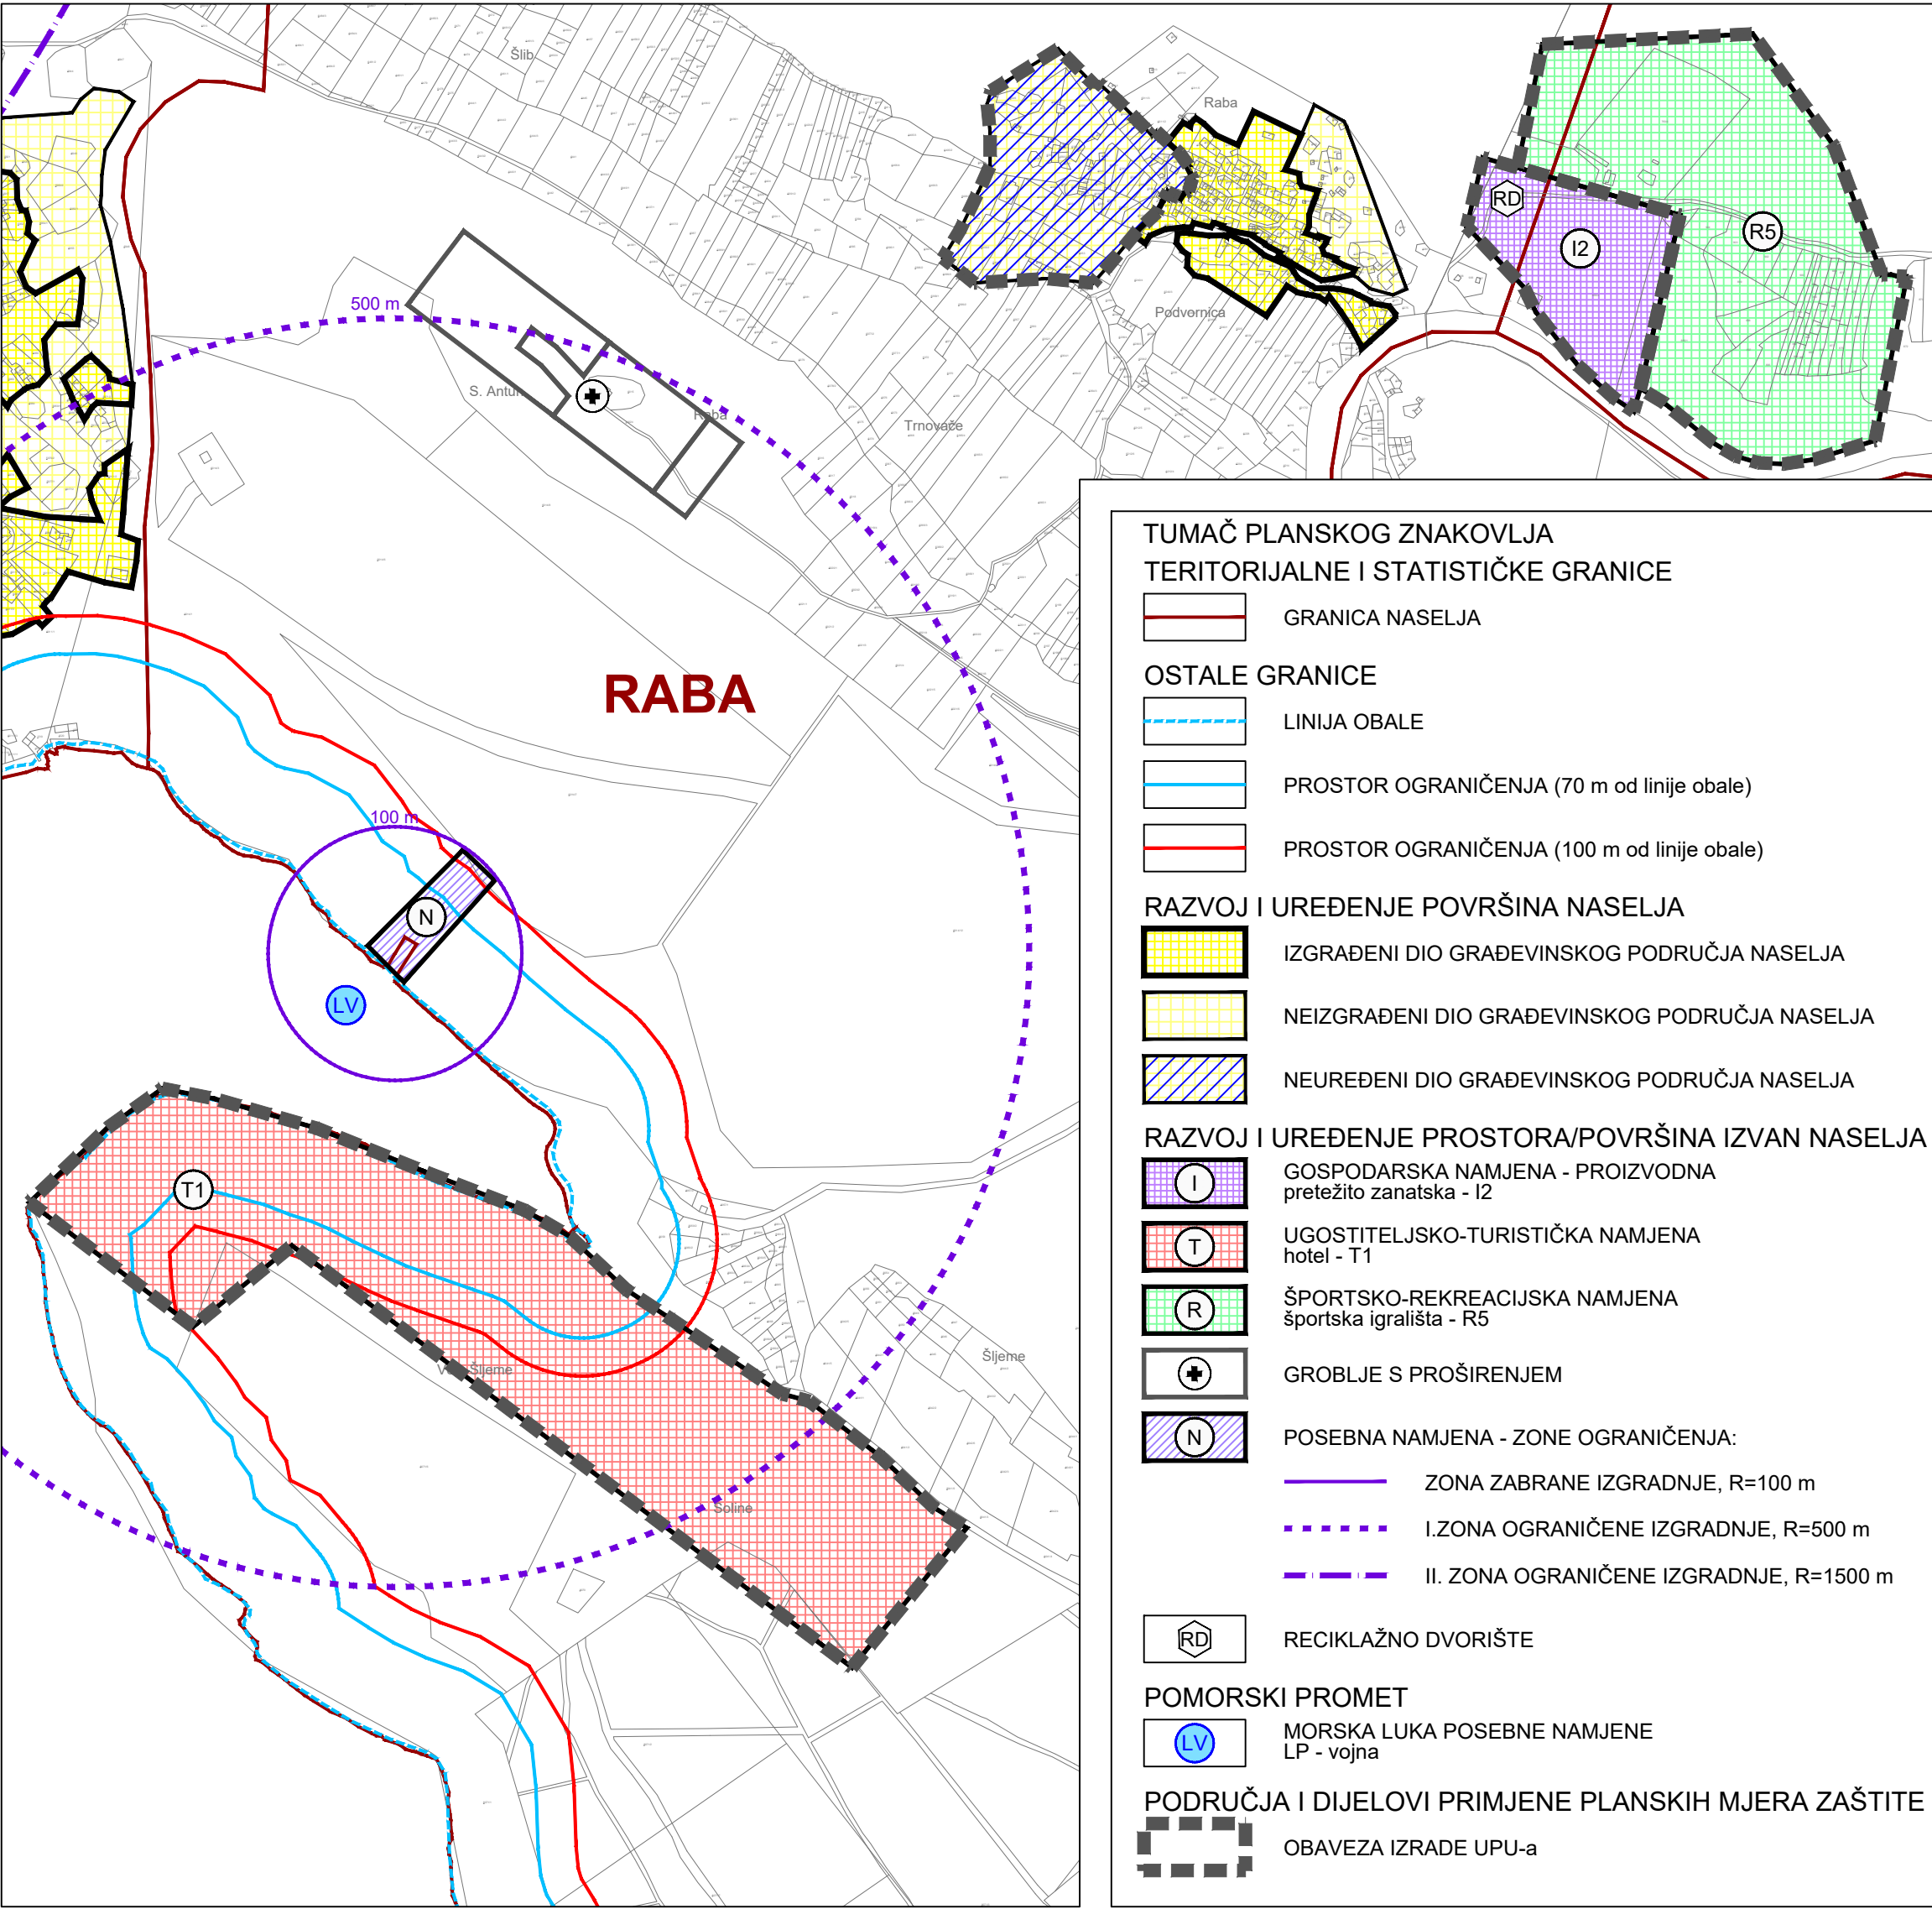 Šlib
Raba
RD
I2
R5
500 m
Podvornica
S. Antun
Raba
Trnovače
RABA
100 m
N
LV
T1
Šljeme
Šljeme
Soline
TUMAČ PLANSKOG ZNAKOVLJA
TERITORIJALNE I STATISTIČKE GRANICE
GRANICA NASELJA
OSTALE GRANICE
LINIJA OBALE
PROSTOR OGRANIČENJA (70 m od linije obale)
PROSTOR OGRANIČENJA (100 m od linije obale)
RAZVOJ I UREĐENJE POVRŠINA NASELJA
IZGRAĐENI DIO GRAĐEVINSKOG PODRUČJA NASELJA
NEIZGRAĐENI DIO GRAĐEVINSKOG PODRUČJA NASELJA
NEUREĐENI DIO GRAĐEVINSKOG PODRUČJA NASELJA
RAZVOJ I UREĐENJE PROSTORA/POVRŠINA IZVAN NASELJA
I
GOSPODARSKA NAMJENA - PROIZVODNA
pretežito zanatska - I2
T
UGOSTITELJSKO-TURISTIČKA NAMJENA
hotel - T1
R
ŠPORTSKO-REKREACIJSKA NAMJENA
športska igrališta - R5
GROBLJE S PROŠIRENJEM
N
POSEBNA NAMJENA - ZONE OGRANIČENJA:
ZONA ZABRANE IZGRADNJE, R=100 m
I.ZONA OGRANIČENE IZGRADNJE, R=500 m
II. ZONA OGRANIČENE IZGRADNJE, R=1500 m
RD
RECIKLAŽNO DVORIŠTE
POMORSKI PROMET
LV
MORSKA LUKA POSEBNE NAMJENE
LP - vojna
PODRUČJA I DIJELOVI PRIMJENE PLANSKIH MJERA ZAŠTITE
OBAVEZA IZRADE UPU-a